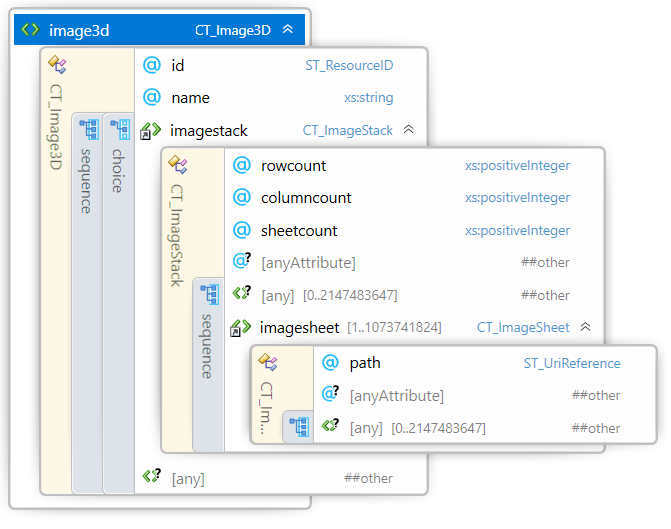 image3d CT_Image3D
CT_Image3D
sequence
choice
id ST_ResourceID
name xs:string
imagestack CT_ImageStack
CT_ImageStack
sequence
rowcount xs:positiveInteger
columncount xs:positiveInteger
sheetcount xs:positiveInteger
[anyAttribute] ##other
[any] [0..2147483647] ##other
imagesheet [1..1073741824] CT_ImageSheet
CT_Im...
path ST_UriReference
[anyAttribute] ##other
[any] [0..2147483647] ##other
[any] ##other